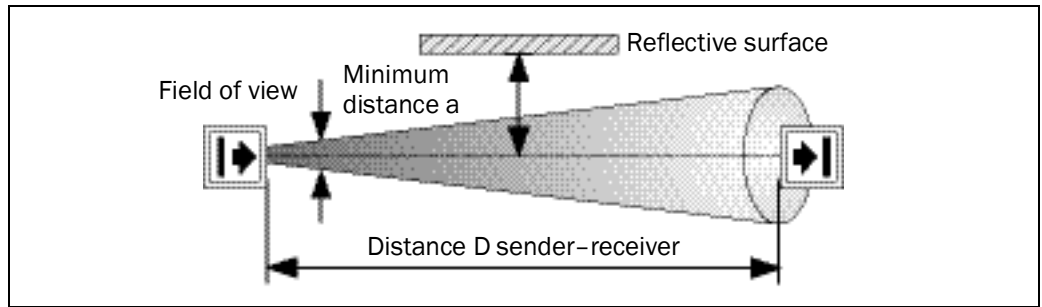 Reflective surface
Minimum
distance a
Field of view
Distance D sender–receiver